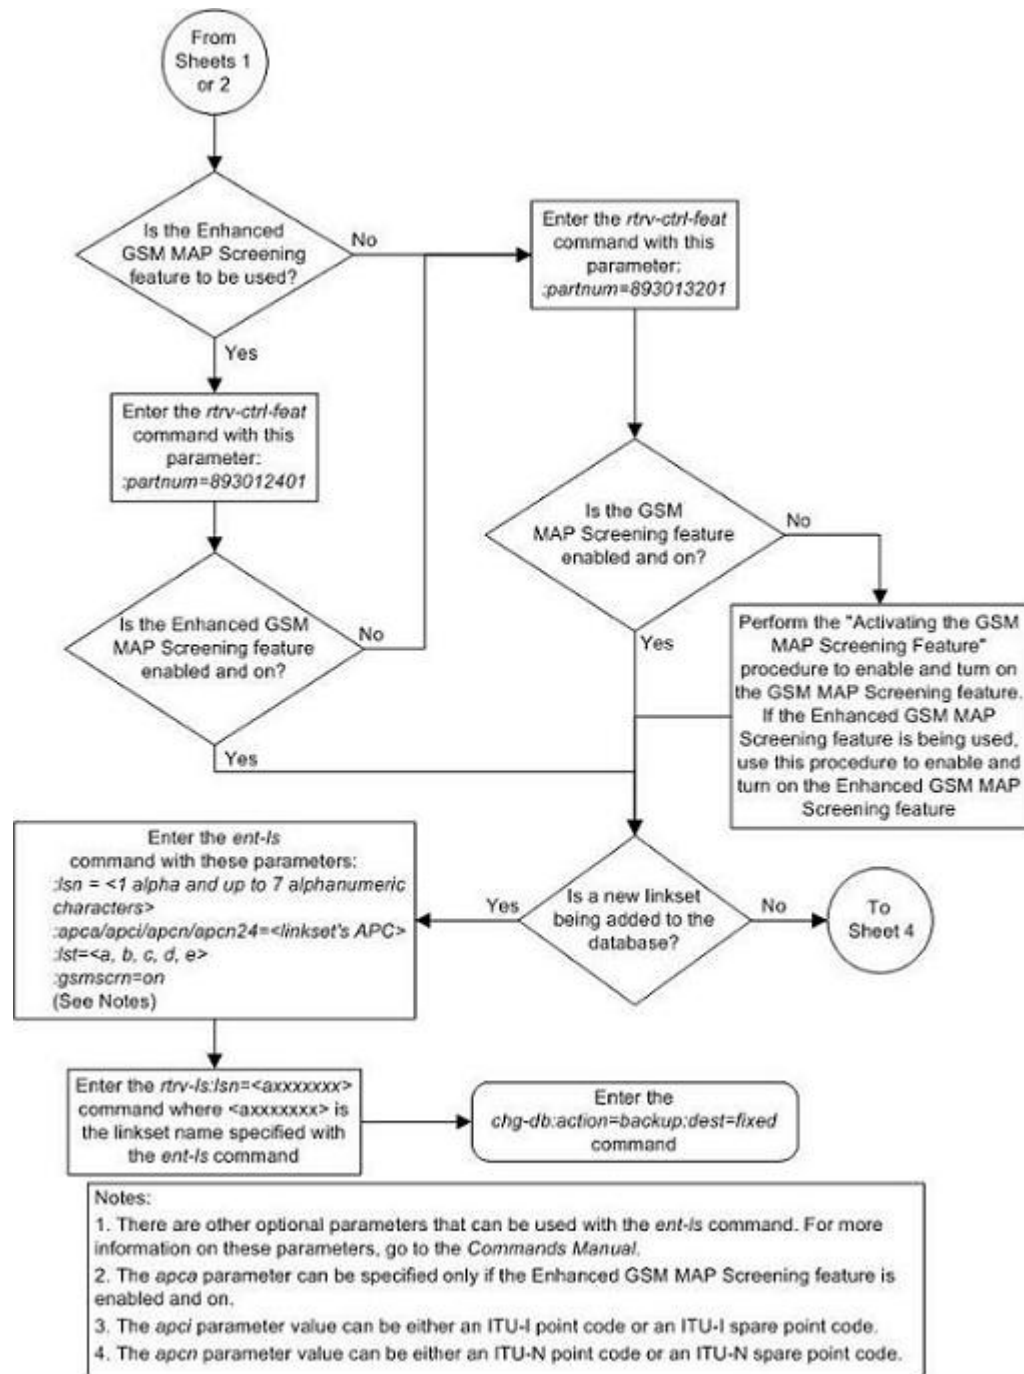 From
Sheets 1
or 2
Is the Enhanced
GSM MAP Screening
feature to be used?
No
Yes
Enter the rtrv-ctrl-feat
command with this
parameter:
:partnum=893012401
Is the Enhanced GSM
MAP Screening feature
enabled and on?
No
Yes
Enter the rtrv-ctrl-feat
command with this
parameter:
:partnum=893013201
Is the GSM
MAP Screening feature
enabled and on?
No
Yes
Perform the "Activating the GSM
MAP Screening Feature"
procedure to enable and turn on
the GSM MAP Screening feature.
If the Enhanced GSM MAP
Screening feature is being used,
use this procedure to enable and
turn on the Enhanced GSM MAP
Screening feature
Is a new linkset
being added to the
database?
Yes
No
To
Sheet 4
Enter the ent-ls
command with these parameters:
:lsn = <1 alpha and up to 7 alphanumeric
characters>
:apca/apci/apcn/apcn24=<linkset's APC>
:lst=<a, b, c, d, e>
:gsmscrn=on
(See Notes)
Enter the rtrv-ls:lsn=<axxxxxxx>
command where <axxxxxxx> is
the linkset name specified with
the ent-ls command
Enter the
chg-db:action=backup:dest=fixed
command
Notes:
1. There are other optional parameters that can be used with the ent-ls command. For more
information on these parameters, go to the Commands Manual.
2. The apca parameter can be specified only if the Enhanced GSM MAP Screening feature is
enabled and on.
3. The apci parameter value can be either an ITU-I point code or an ITU-I spare point code.
4. The apcn parameter value can be either an ITU-N point code or an ITU-N spare point code.